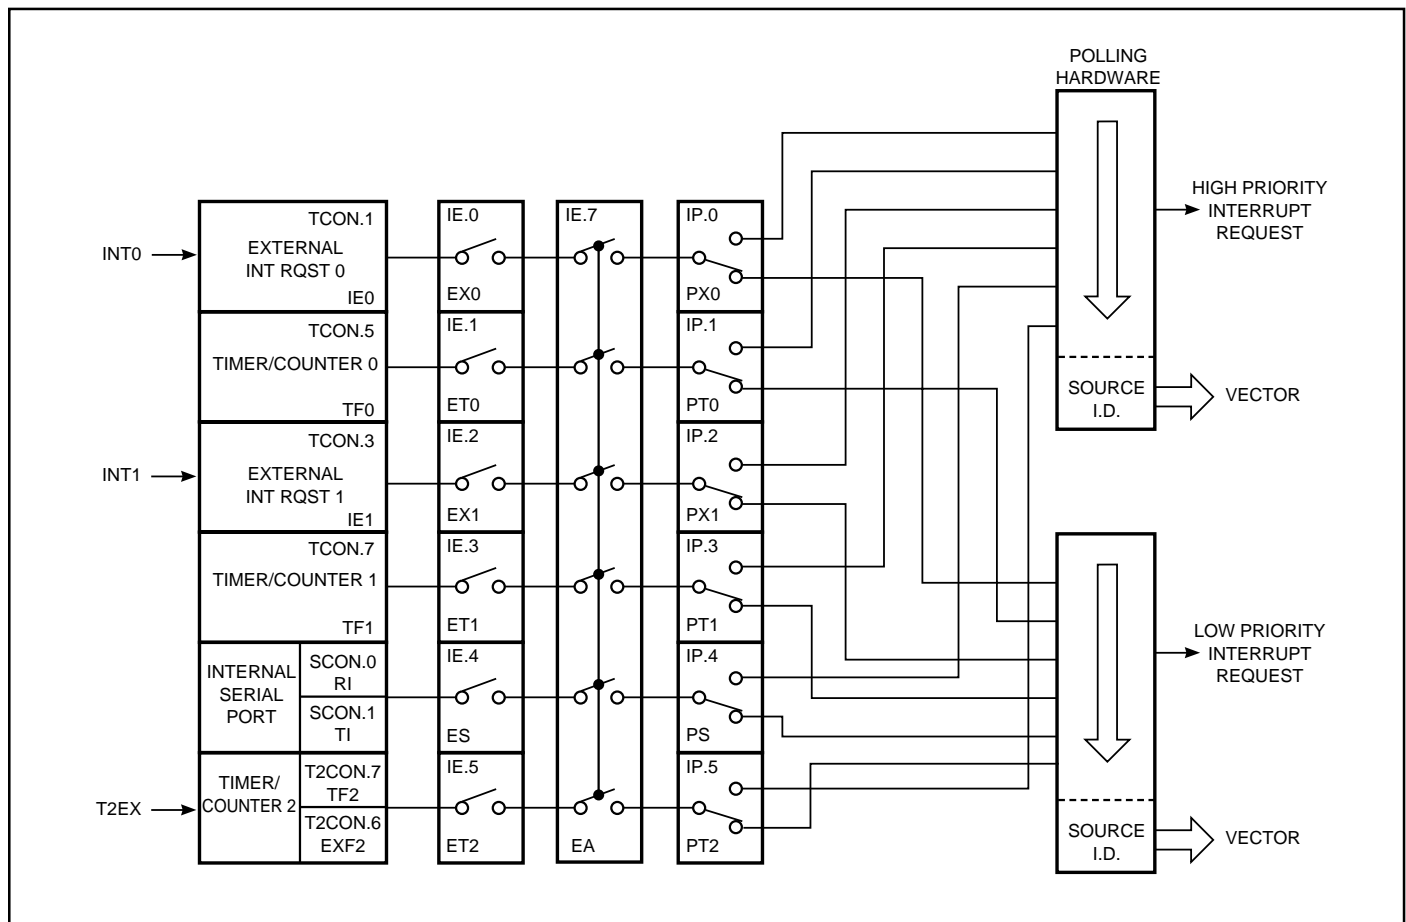 POLLING
HARDWARE
HIGH PRIORITY
INTERRUPT
REQUEST
SOURCE
I.D.
VECTOR
INT0
TCON.1
EXTERNAL
INT RQST 0
IE0
IE.0
EX0
IE.7
IP.0
PX0
TCON.5
TIMER/COUNTER 0
TF0
IE.1
ET0
IP.1
PT0
INT1
TCON.3
EXTERNAL
INT RQST 1
IE1
IE.2
EX1
IP.2
PX1
TCON.7
TIMER/COUNTER 1
TF1
IE.3
ET1
IP.3
PT1
INTERNAL
SERIAL
PORT
SCON.0
RI
SCON.1
TI
IE.4
ES
IP.4
PS
T2EX
TIMER/
COUNTER 2
T2CON.7
TF2
T2CON.6
EXF2
IE.5
ET2
EA
IP.5
PT2
LOW PRIORITY
INTERRUPT
REQUEST
SOURCE
I.D.
VECTOR